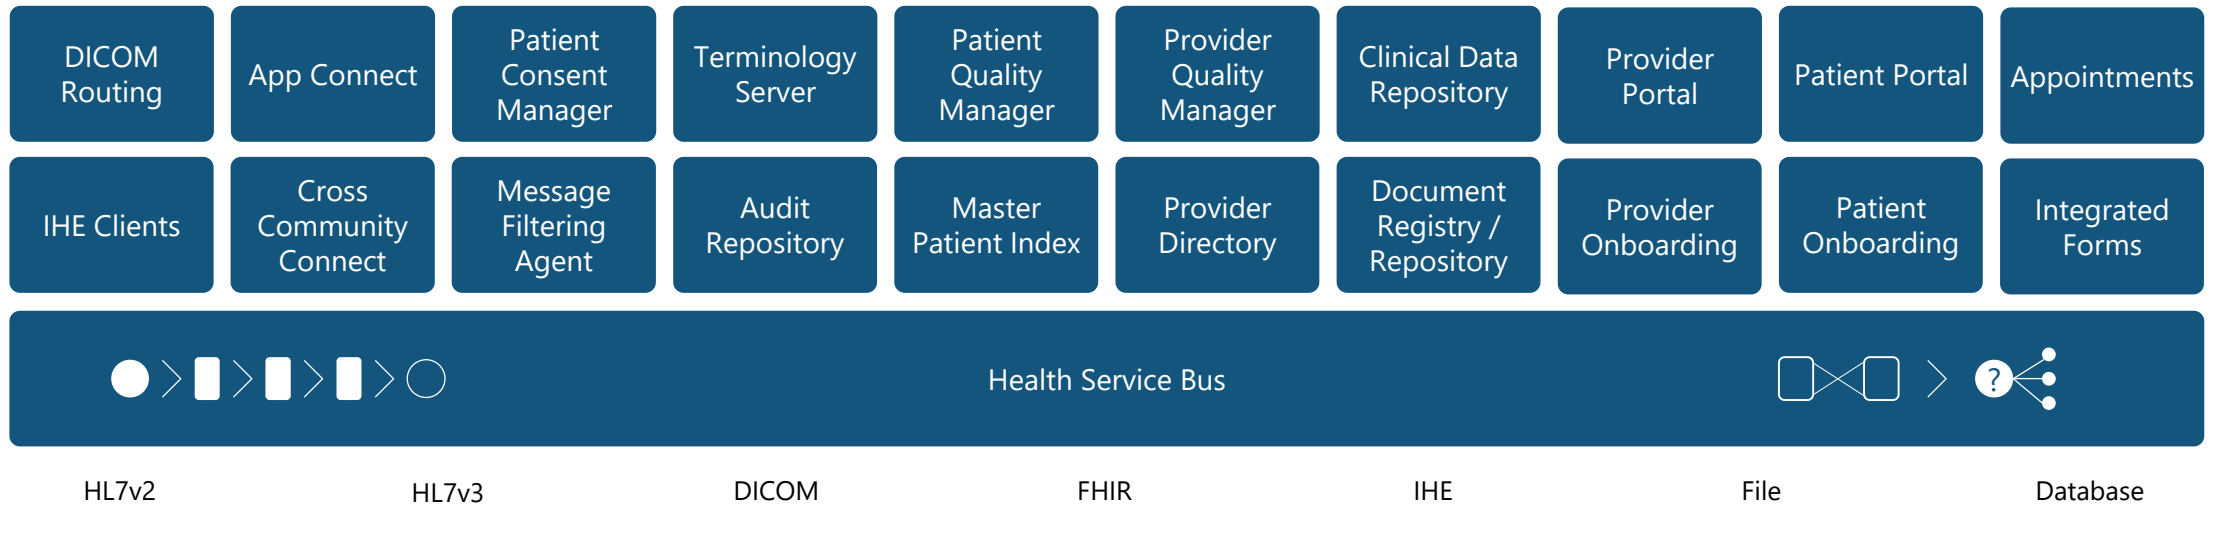 DICOM
Routing
App Connect
Patient
Consent
Manager
Terminology
Server
Patient
Quality
Manager
Provider
Quality
Manager
Clinical Data
Repository
Provider
Portal
Patient Portal
Appointments
IHE Clients
Cross
Community
Connect
Message
Filtering
Agent
Audit
Repository
Master
Patient Index
Provider
Directory
Document
Registry /
Repository
Provider
Onboarding
Patient
Onboarding
Integrated
Forms
Health Service Bus
?
HL7v2
HL7v3
DICOM
FHIR
IHE
File
Database